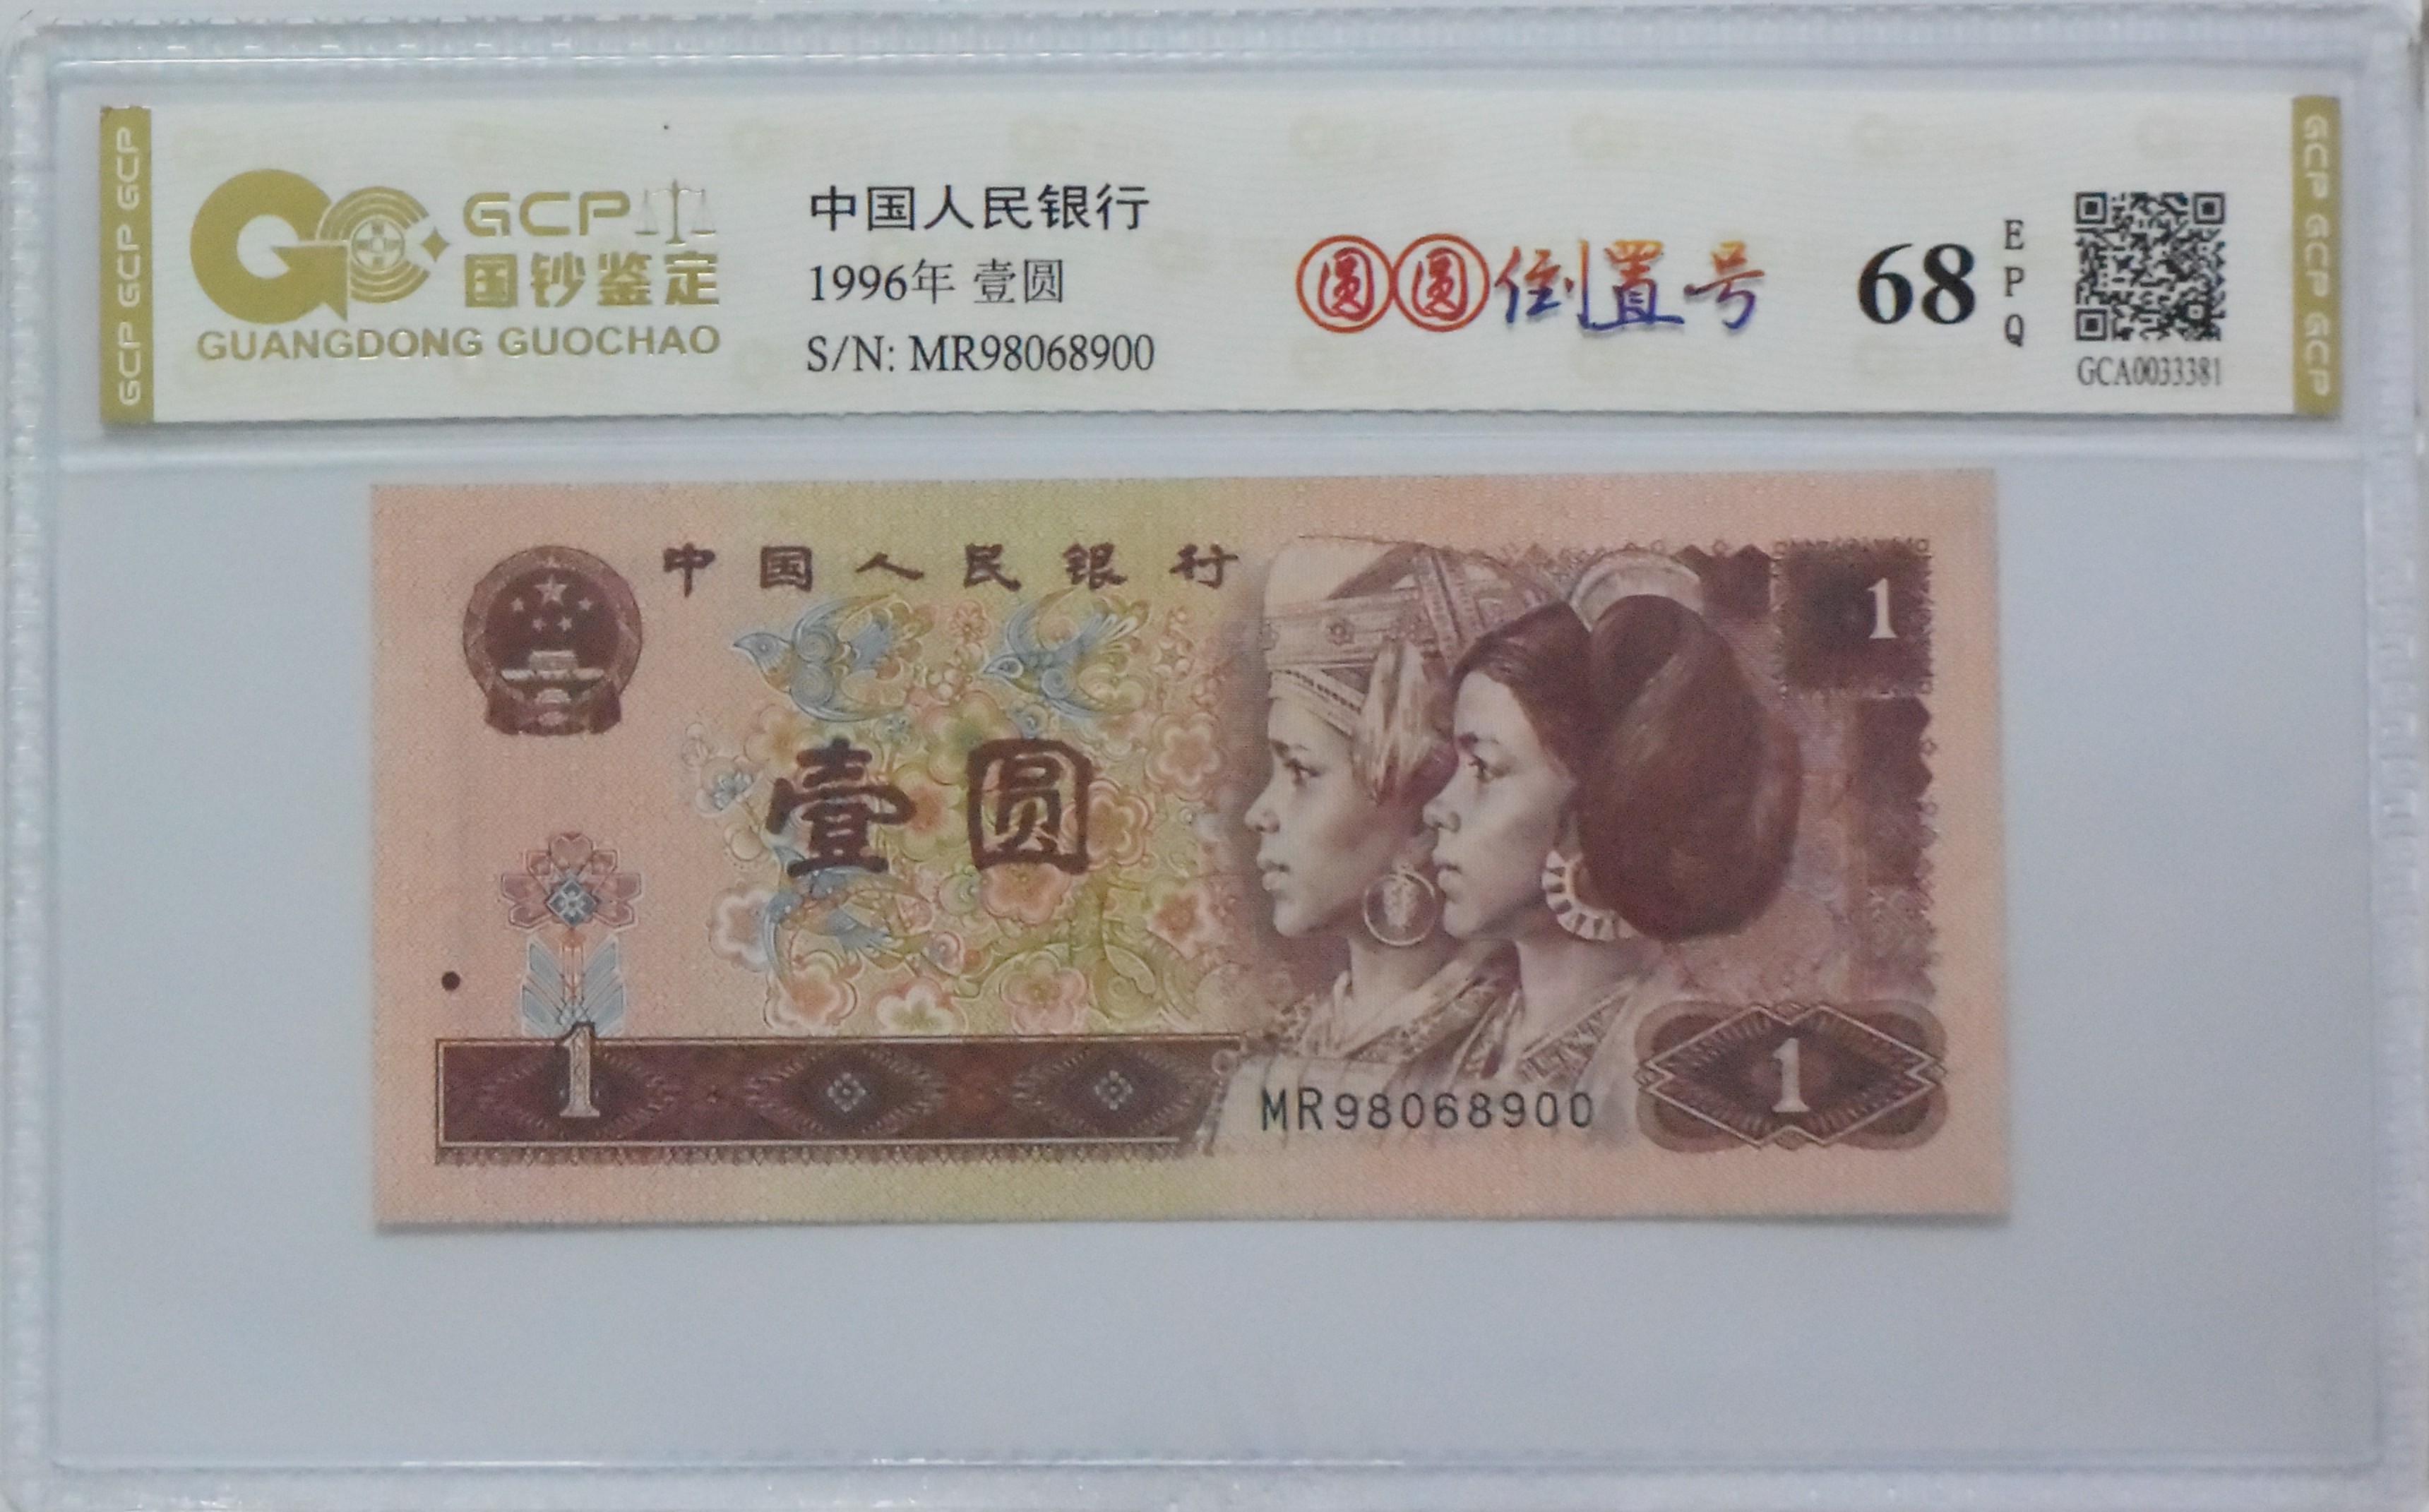 GCP GCP GCP
GCP
国钞鉴定
GUANGDONG GUOCHAO
中国人民银行
1996年 壹圆
S/N: MR98068900
圆圆倒置号
68
EPQ
GCA0033381
GCP GCP GCP
中国人民银行
1
壹圆
1
1
MR98068900